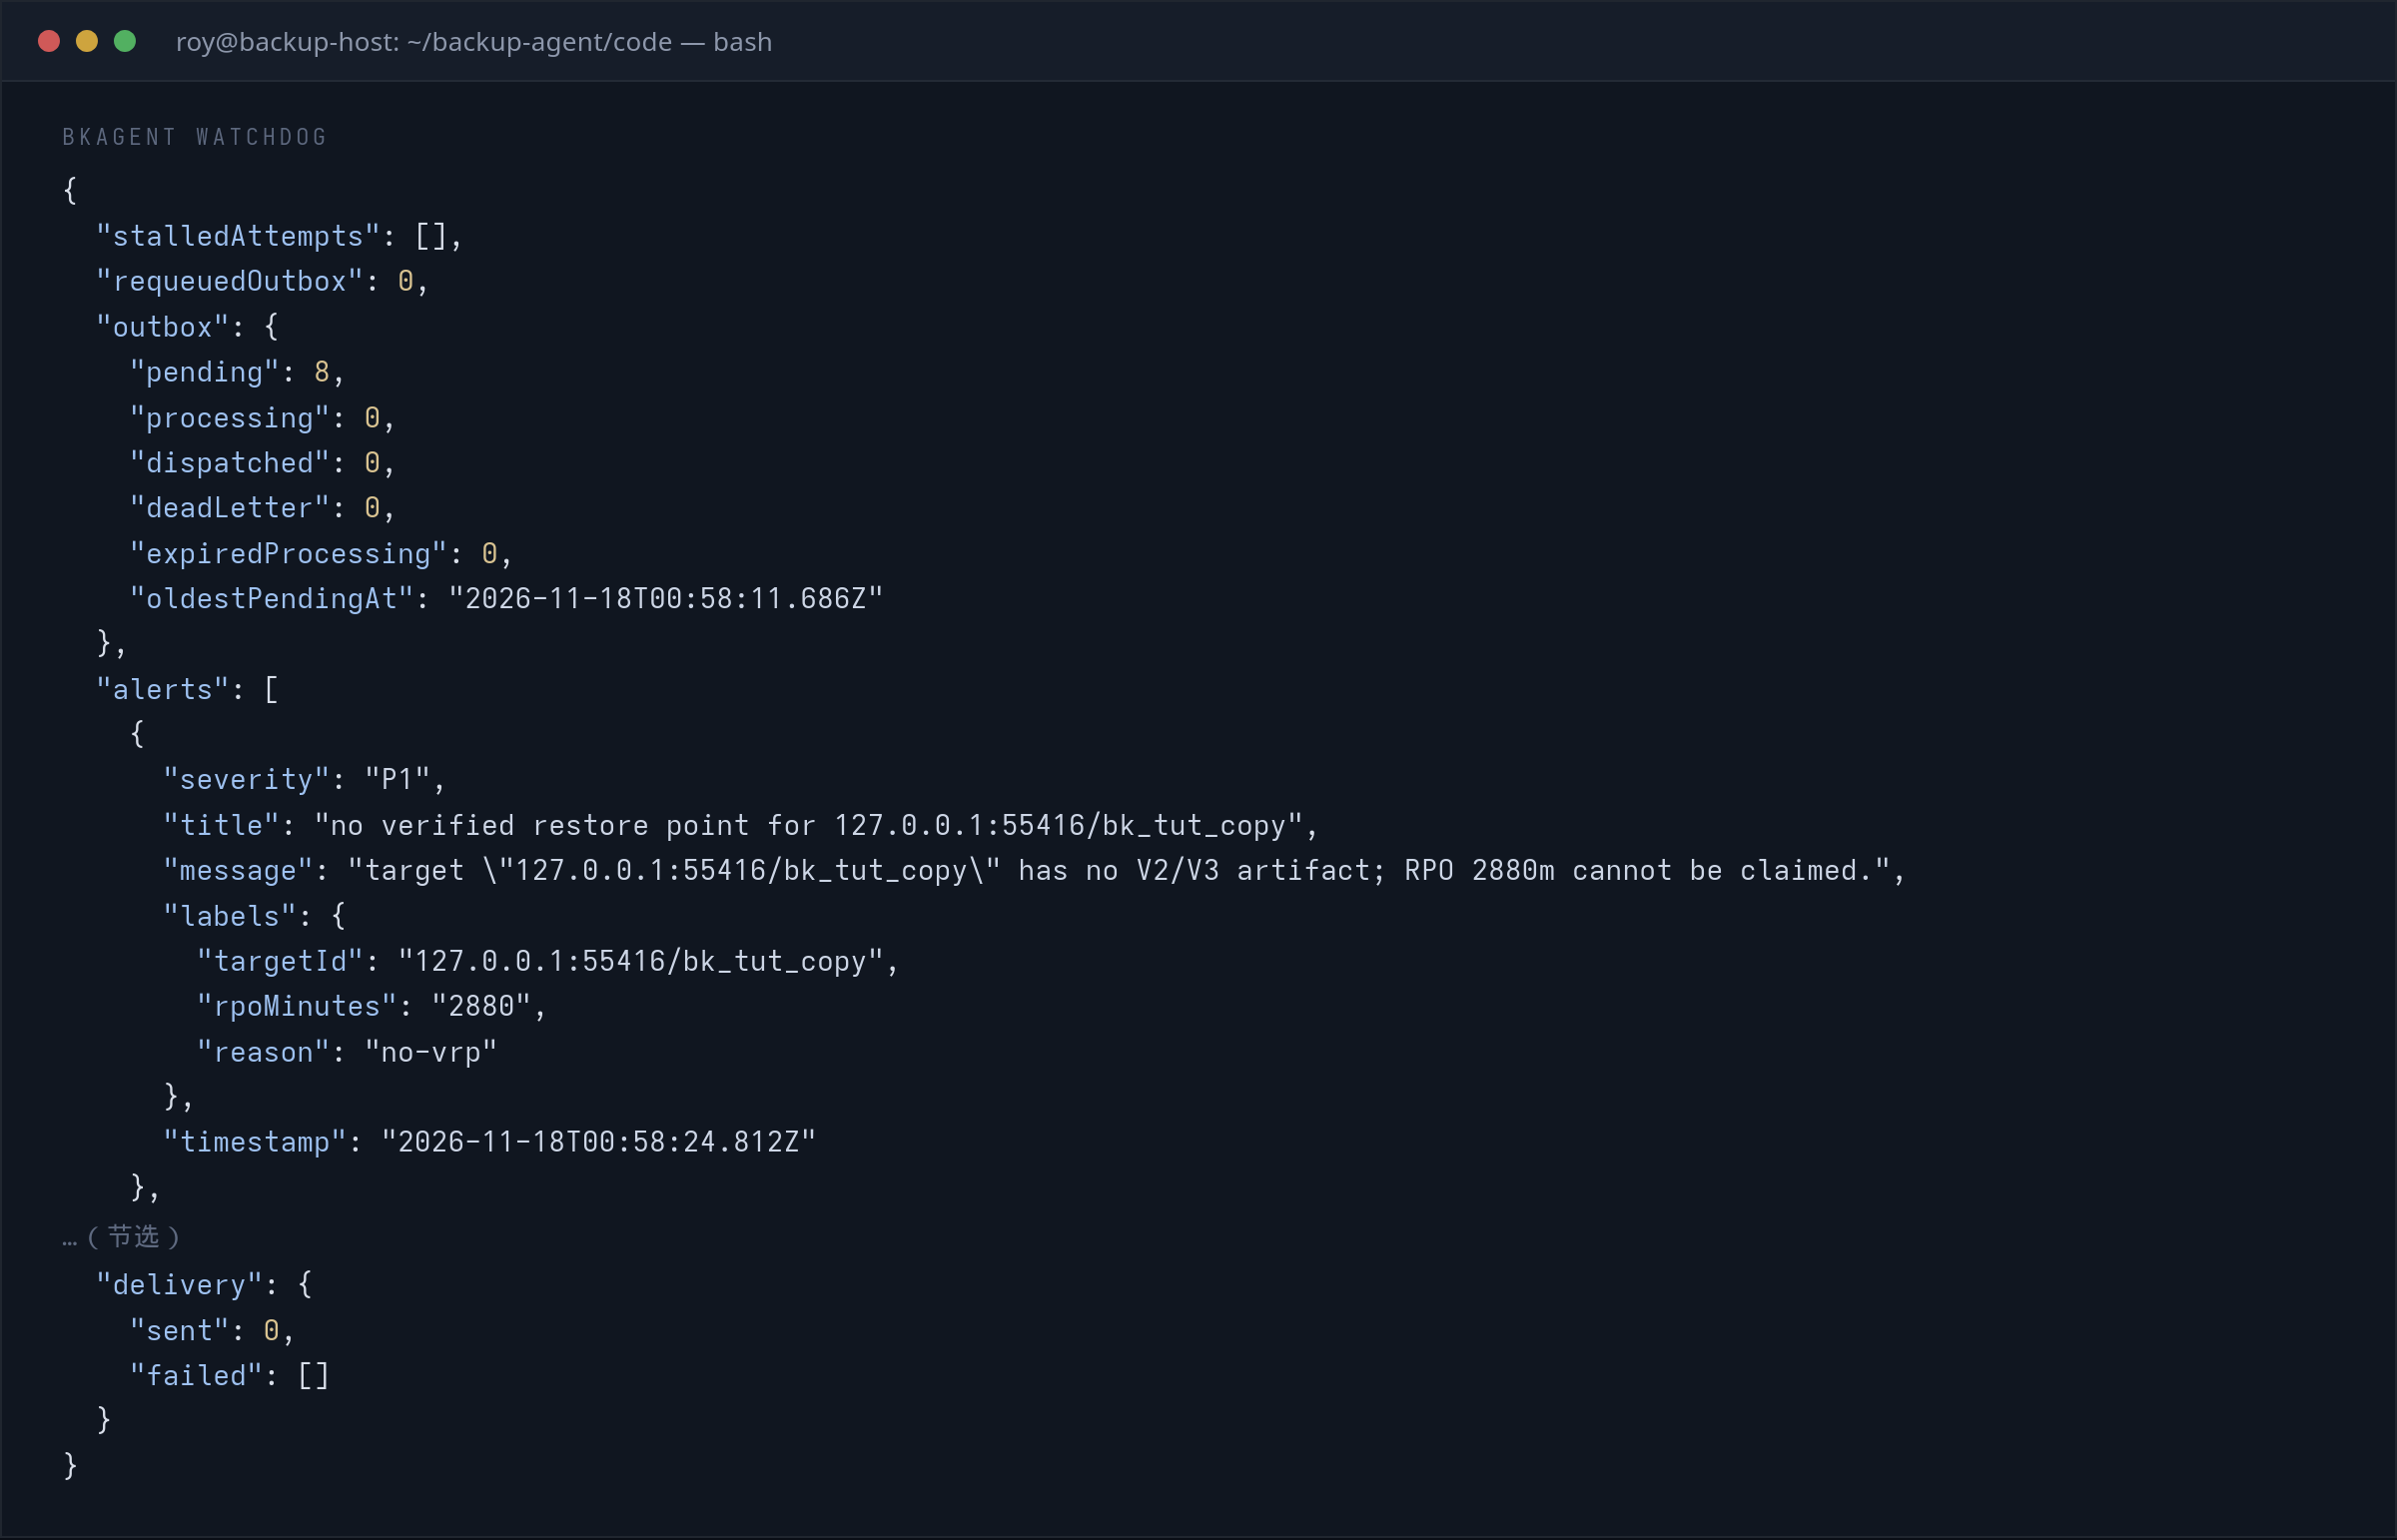 roy@backup-host: ~/backup-agent/code — bash
BKAGENT WATCHDOG
{
  "stalledAttempts": [],
  "requeuedOutbox": 0,
  "outbox": {
    "pending": 8,
    "processing": 0,
    "dispatched": 0,
    "deadLetter": 0,
    "expiredProcessing": 0,
    "oldestPendingAt": "2026-11-18T00:58:11.686Z"
  },
  "alerts": [
    {
      "severity": "P1",
      "title": "no verified restore point for 127.0.0.1:55416/bk_tut_copy",
      "message": "target \"127.0.0.1:55416/bk_tut_copy\" has no V2/V3 artifact; RPO 2880m cannot be claimed.",
      "labels": {
        "targetId": "127.0.0.1:55416/bk_tut_copy",
        "rpoMinutes": "2880",
        "reason": "no-vrp"
      },
      "timestamp": "2026-11-18T00:58:24.812Z"
    },
…（节选）
  "delivery": {
    "sent": 0,
    "failed": []
  }
}